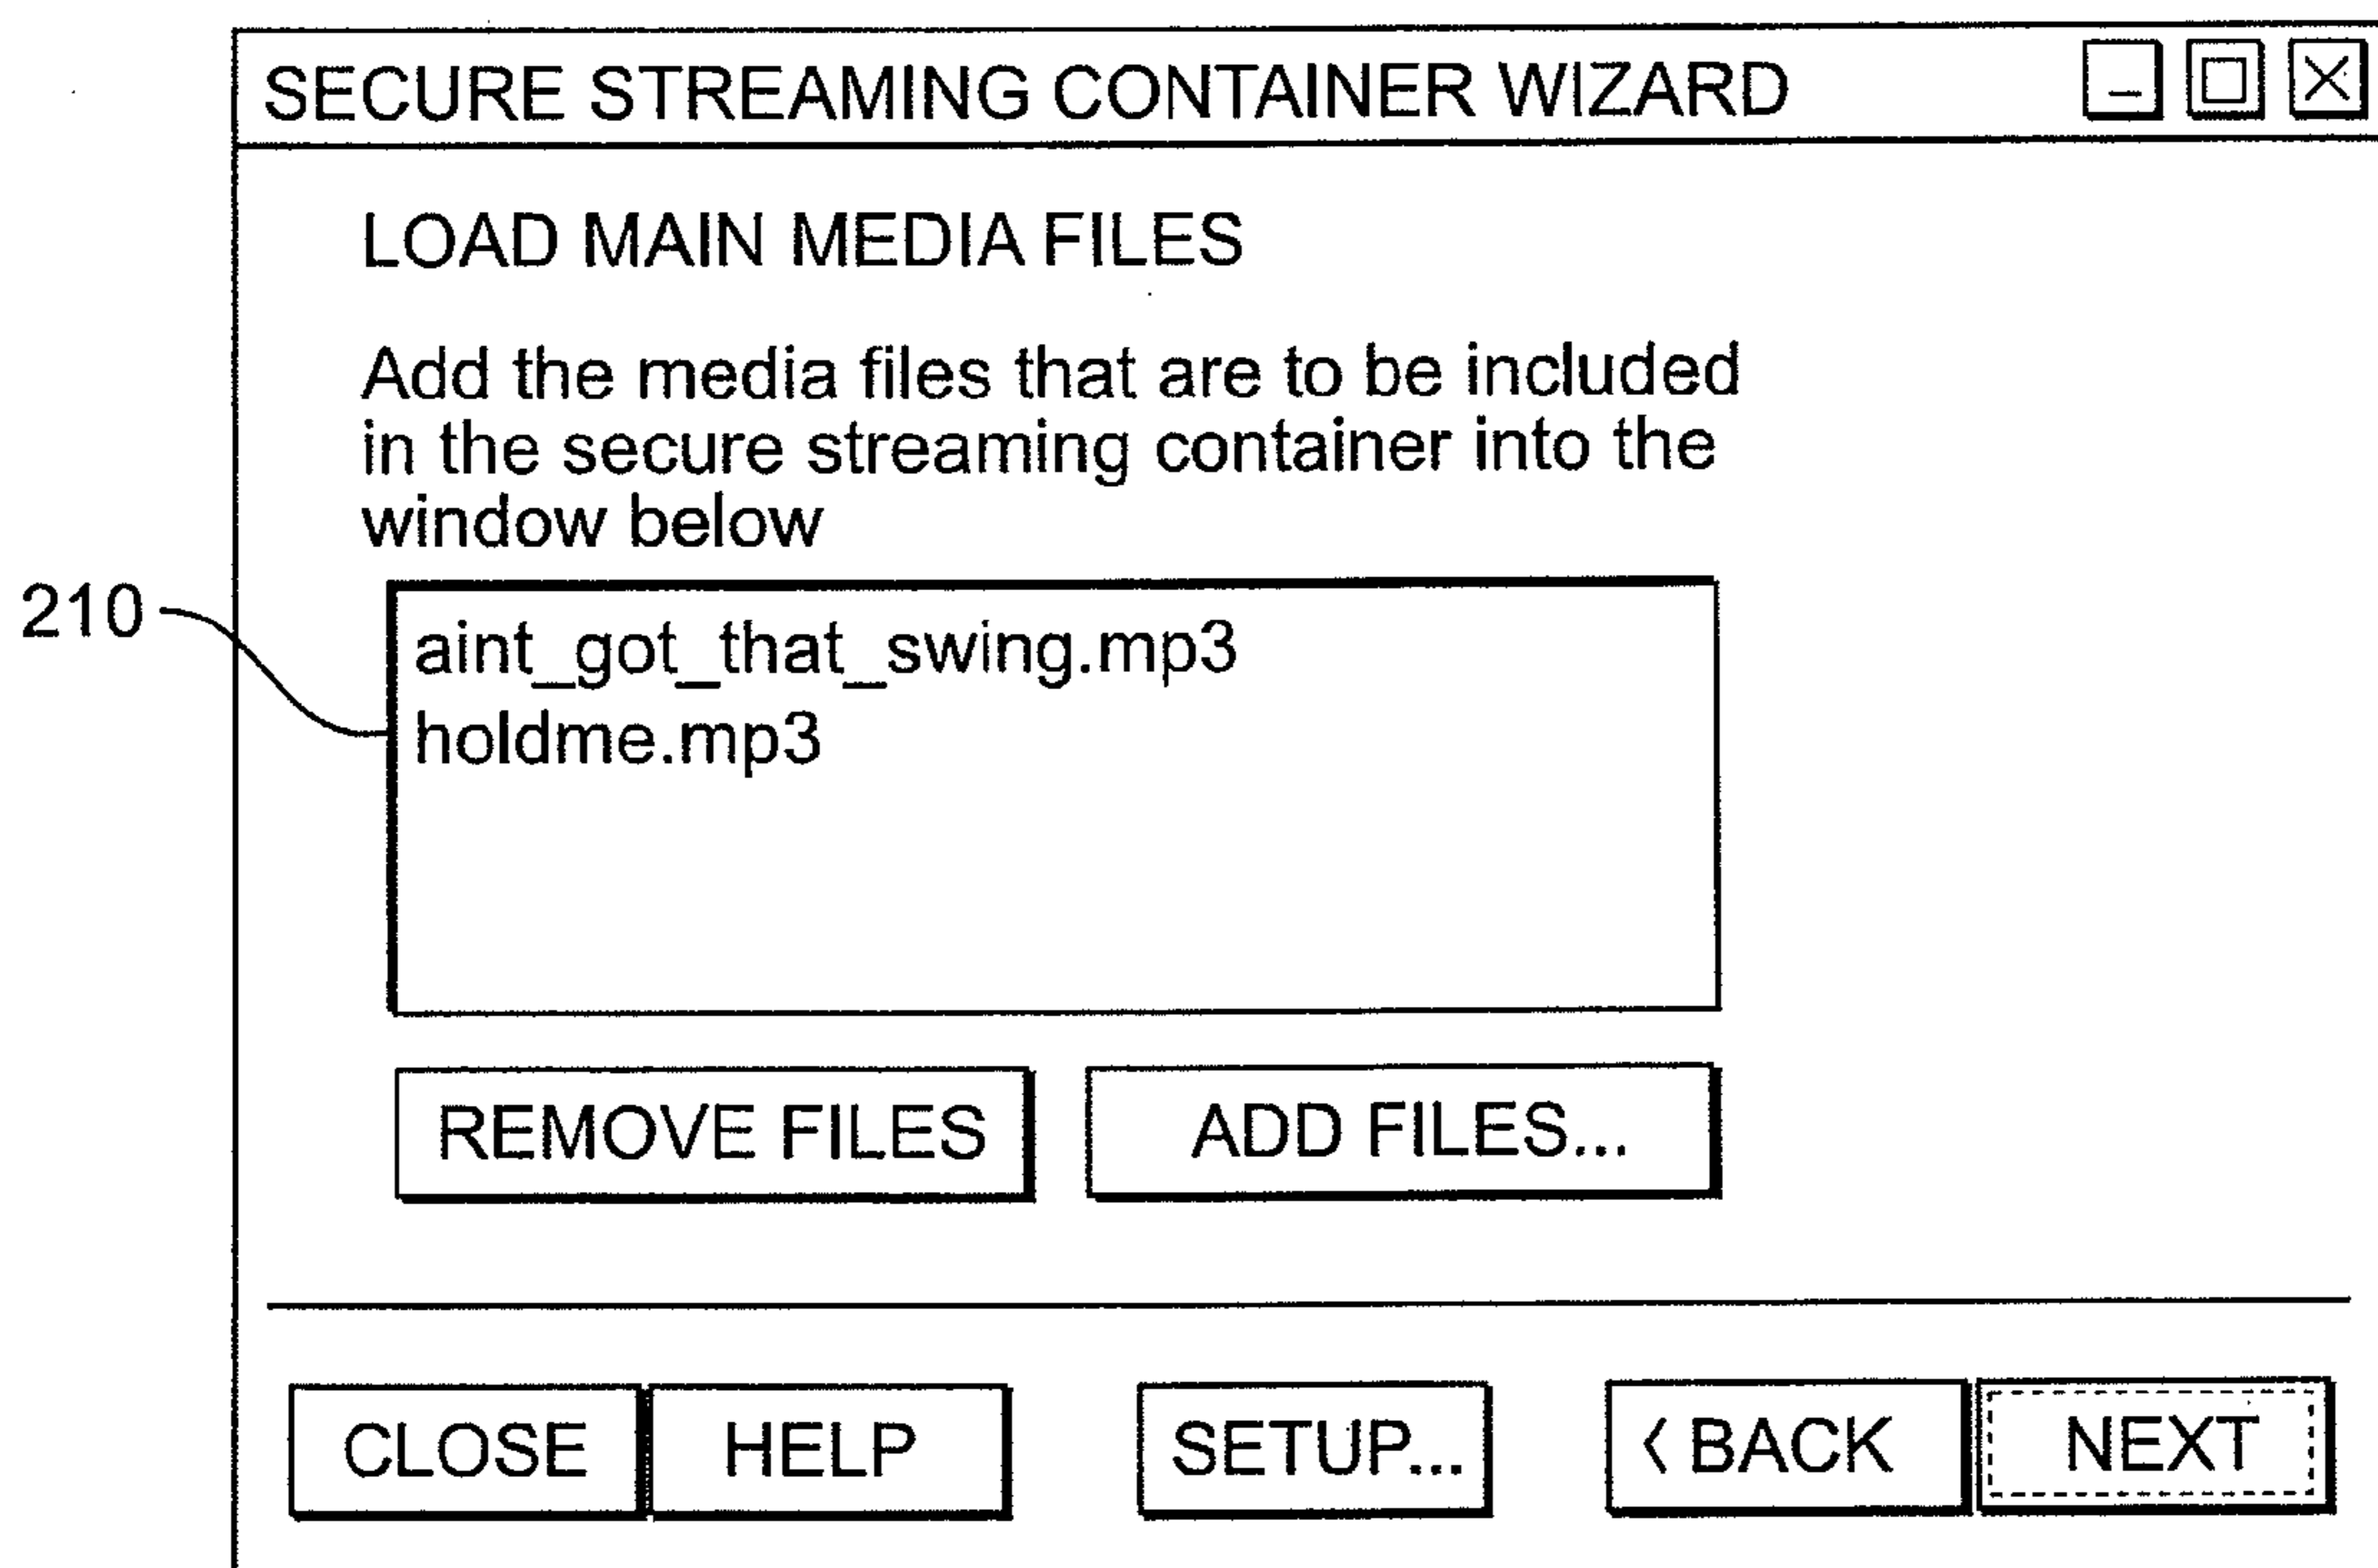 SECURE STREAMING CONTAINER WIZARD
LOAD MAIN MEDIA FILES
Add the media files that are to be included
in the secure streaming container into the
window below
210
aint_got_that_swing.mp3
holdme.mp3
REMOVE FILES ADD FILES...
CLOSE HELP SETUP... < BACK NEXT